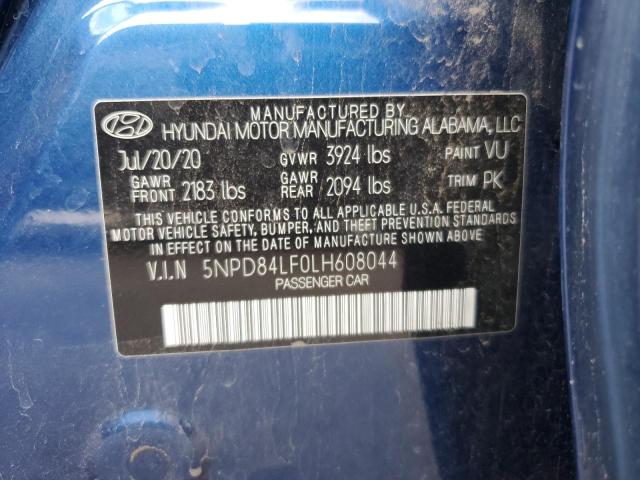 MANUFACTURED BY
HYUNDAI MOTOR MANUFACTURING ALABAMA, LLC
Jul/20/20 GVWR 3924 lbs PAINT VU
GAWR FRONT 2183 lbs GAWR REAR 2094 lbs TRIM PK
THIS VEHICLE CONFORMS TO ALL APPLICABLE U.S.A. FEDERAL
MOTOR VEHICLE SAFETY, BUMPER, AND THEFT PREVENTION STANDARDS
IN EFFECT ON THE DATE OF MANUFACTURE SHOWN ABOVE.
V.I.N 5NPD84LF0LH608044
PASSENGER CAR